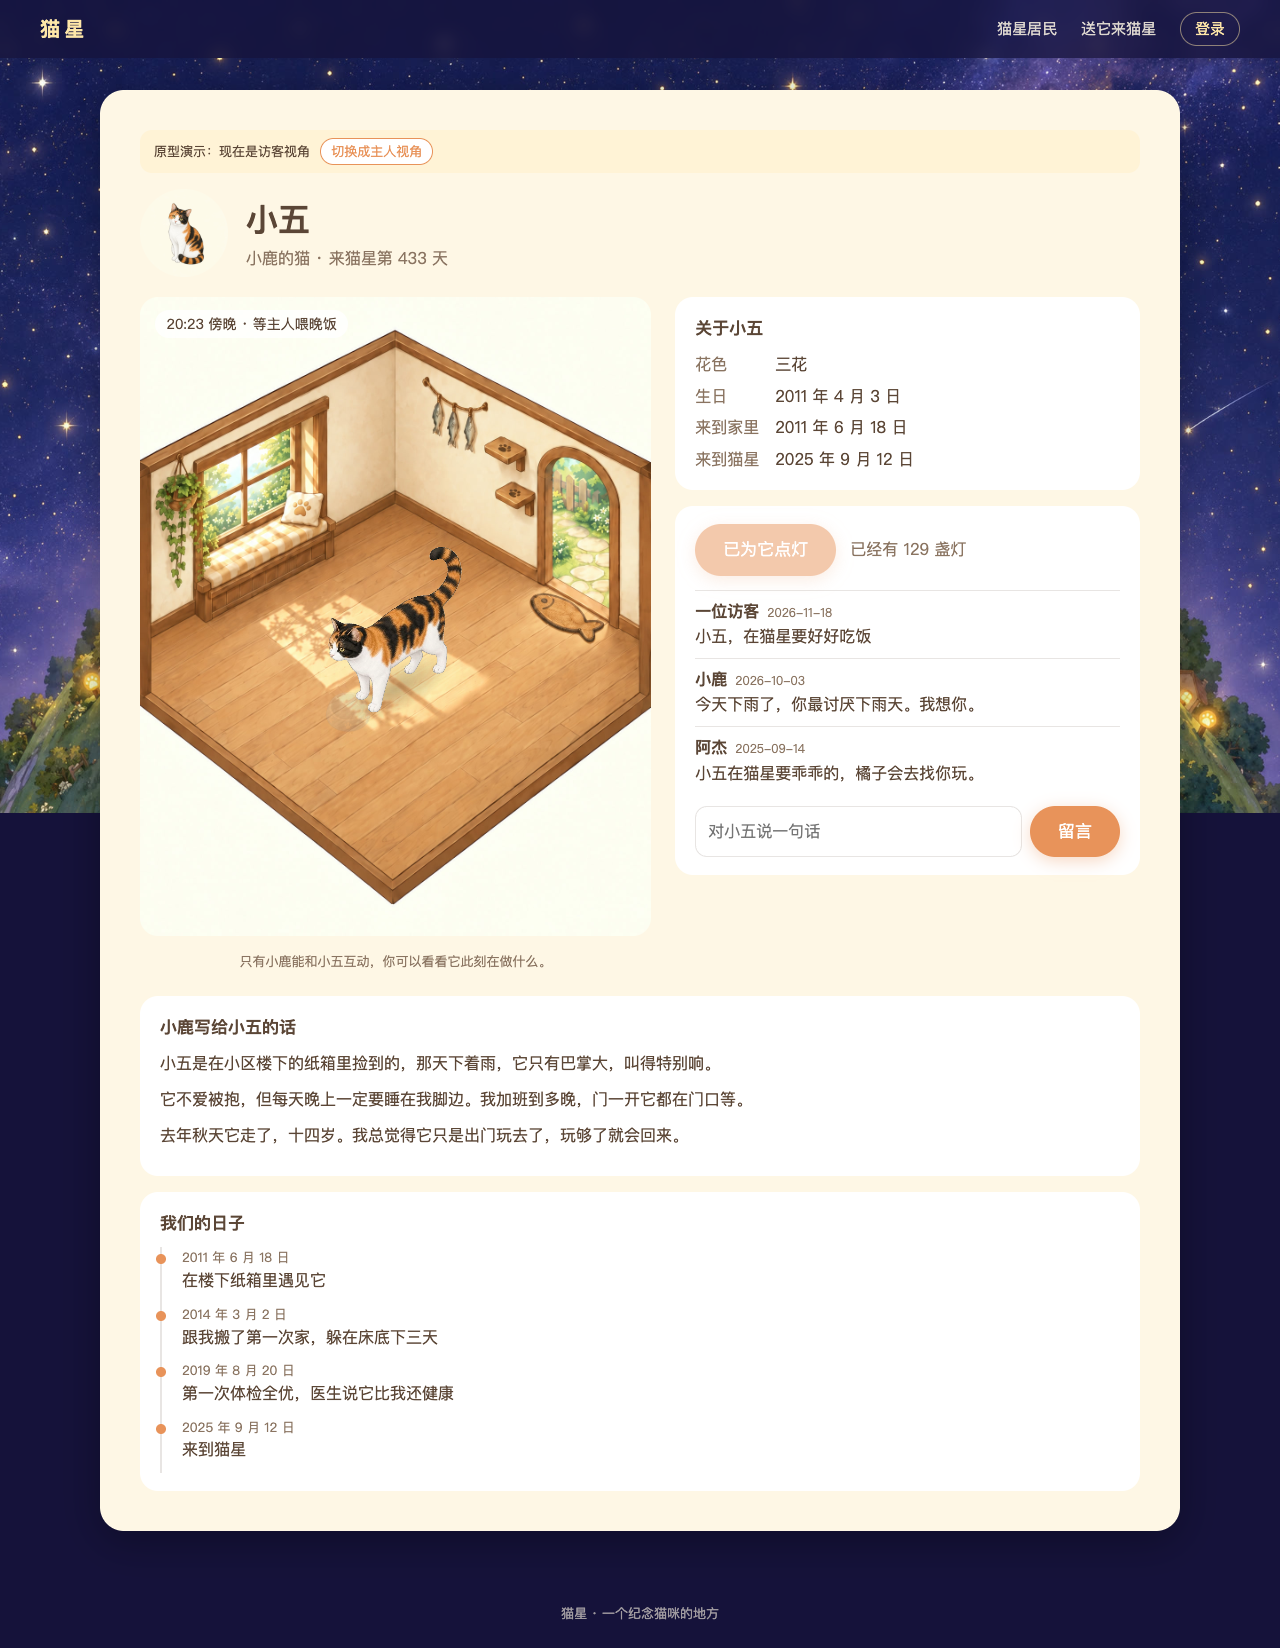 猫星
猫星居民
送它来猫星
登录
原型演示：现在是访客视角
切换成主人视角
小五
小鹿的猫 · 来猫星第 433 天
20:23 傍晚 · 等主人喂晚饭
只有小鹿能和小五互动，你可以看看它此刻在做什么。
关于小五
花色 三花
生日 2011 年 4 月 3 日
来到家里 2011 年 6 月 18 日
来到猫星 2025 年 9 月 12 日
已为它点灯
已经有 129 盏灯
一位访客 2026-11-18
小五，在猫星要好好吃饭
小鹿 2026-10-03
今天下雨了，你最讨厌下雨天。我想你。
阿杰 2025-09-14
小五在猫星要乖乖的，橘子会去找你玩。
对小五说一句话
留言
小鹿写给小五的话
小五是在小区楼下的纸箱里捡到的，那天下着雨，它只有巴掌大，叫得特别响。
它不爱被抱，但每天晚上一定要睡在我脚边。我加班到多晚，门一开它都在门口等。
去年秋天它走了，十四岁。我总觉得它只是出门玩去了，玩够了就会回来。
我们的日子
2011 年 6 月 18 日
在楼下纸箱里遇见它
2014 年 3 月 2 日
跟我搬了第一次家，躲在床底下三天
2019 年 8 月 20 日
第一次体检全优，医生说它比我还健康
2025 年 9 月 12 日
来到猫星
猫星 · 一个纪念猫咪的地方